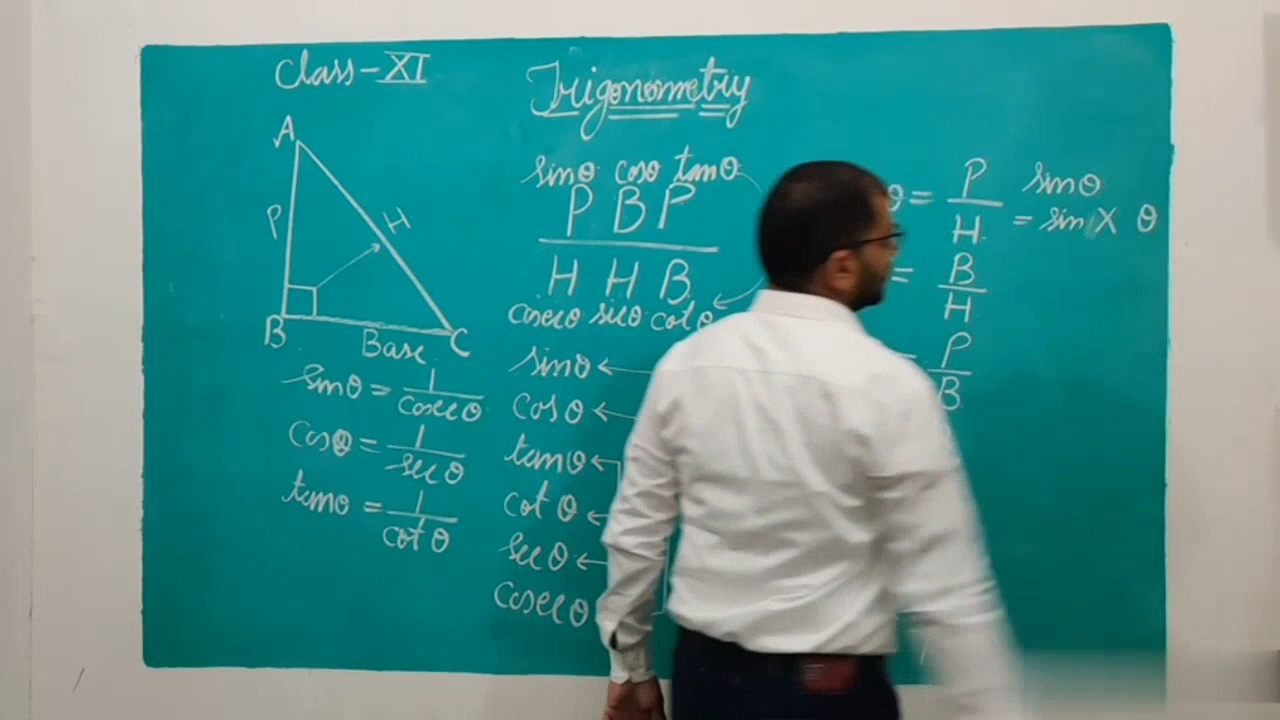 Class - XI
Trigonometry
A
P
H
B
C
Base
sinθ = 1/cosecθ
cosθ = 1/secθ
tanθ = 1/cotθ
sinθ cosθ tanθ
P B P
H H B
cosecθ secθ cotθ
sinθ ←
cosθ ←
tanθ ←
cot θ ←
secθ ←
cosecθ
θ = P/H
= B/H
= P/B
sinθ
= sin X θ